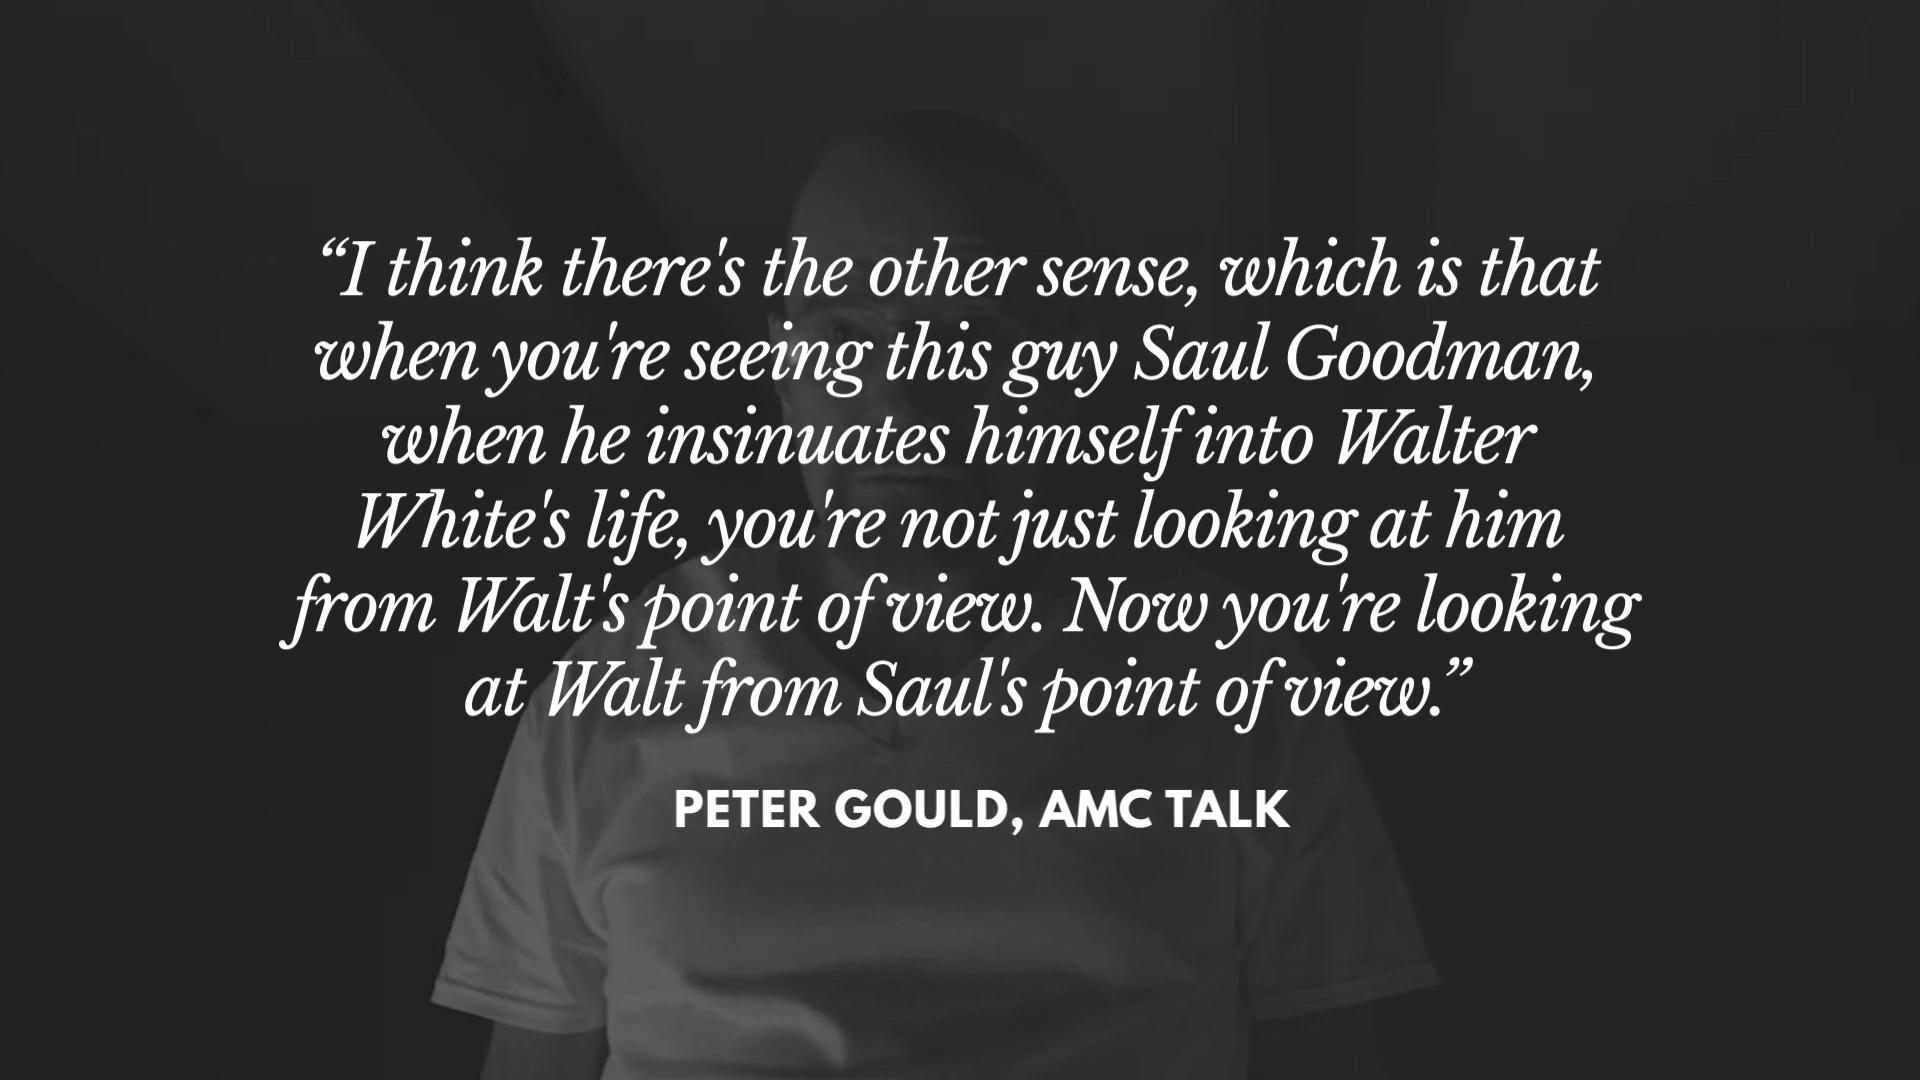 “I think there's the other sense, which is that
when you're seeing this guy Saul Goodman,
when he insinuates himself into Walter
White's life, you're not just looking at him
from Walt's point of view. Now you're looking
at Walt from Saul's point of view.”
PETER GOULD, AMC TALK